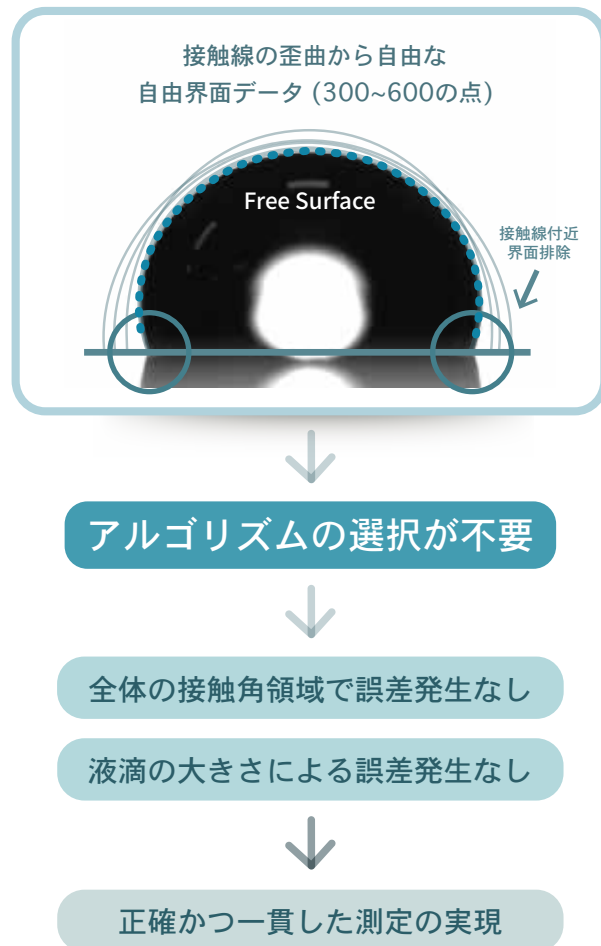 接触線の歪曲から自由な
自由界面データ (300~600の点)
Free Surface
接触線付近
界面排除
アルゴリズムの選択が不要
全体の接触角領域で誤差発生なし
液滴の大きさによる誤差発生なし
正確かつ一貫した測定の実現